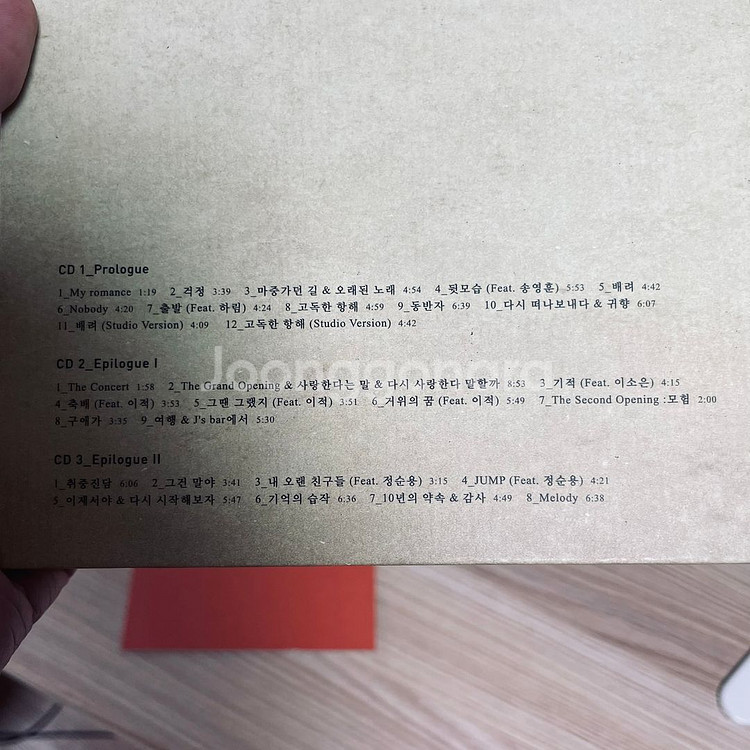 CD 1_Prologue
1_My romance 1:19 2_걱정 3:39 3_마중가던 길 & 오래된 노래 4:54 4_뒷모습 (Feat. 송영훈) 5:53 5_배려 4:42
6_Nobody 4:20 7_출발 (Feat. 하림) 4:24 8_고독한 항해 4:59 9_동반자 6:39 10_다시 떠나보내다 & 귀향 6:07
11_배려 (Studio Version) 4:09 12_고독한 항해 (Studio Version) 4:42
CD 2_Epilogue I
Joonggonara
1_The Concert 1:58 2_The Grand Opening & 사랑한다는 말 & 다시 사랑한다 말할까 8:53 3_기적 (Feat. 이소은) 4:15
4_축배 (Feat. 이적) 3:53 5_그땐 그랬지 (Feat. 이적) 3:51 6_거위의 꿈 (Feat. 이적) 5:49 7_The Second Opening :모험 2:00
8_구애가 3:35 9_여행 & J's bar에서 5:30
CD 3_Epilogue II
1_취중진담 6:06 2_그건 말야 3:41 3_내 오랜 친구들 (Feat. 정순용) 3:15 4_JUMP (Feat. 정순용) 4:21
5_이제서야 & 다시 시작해보자 5:47 6_기억의 습작 6:36 7_10년의 약속 & 감사 4:49 8_Melody 6:38